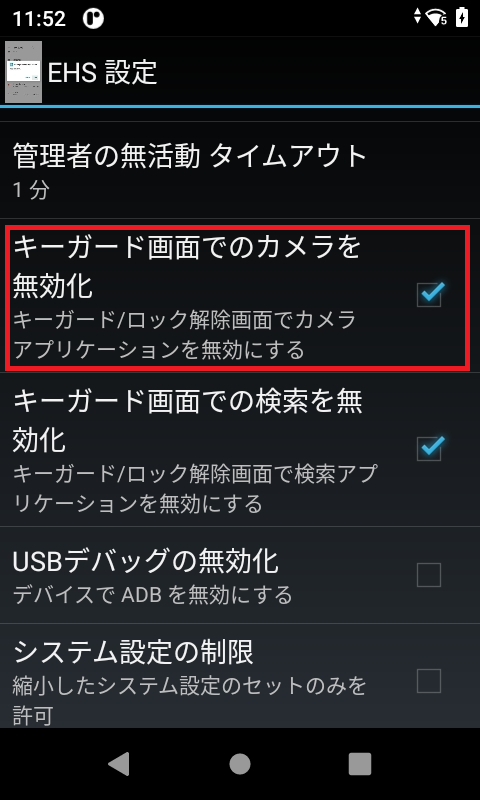 11:52
EHS 設定
管理者の無活動 タイムアウト
1 分
キーガード画面でのカメラを
無効化
キーガード/ロック解除画面でカメラ
アプリケーションを無効にする
キーガード画面での検索を無
効化
キーガード/ロック解除画面で検索アプ
リケーションを無効にする
USBデバッグの無効化
デバイスで ADB を無効にする
システム設定の制限
縮小したシステム設定のセットのみを
許可